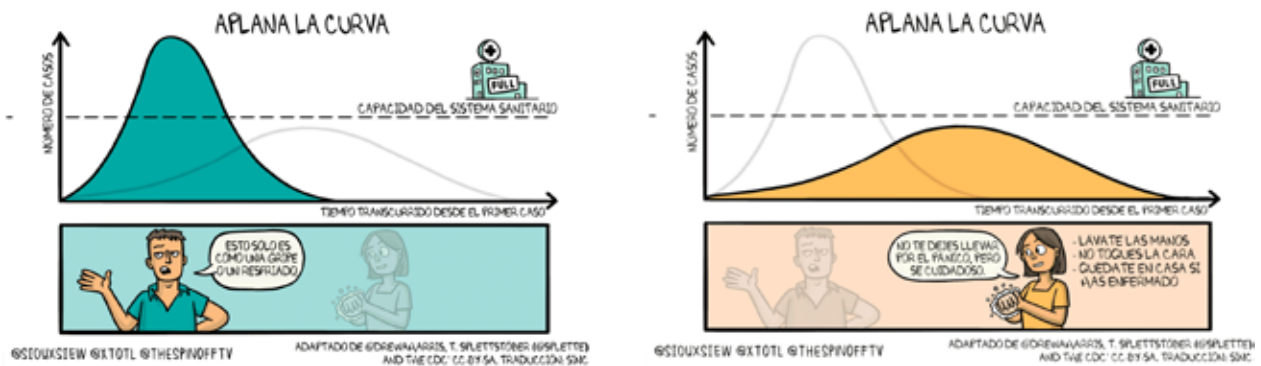 APLANA LA CURVA
NÚMERO DE CASOS
FULL
CAPACIDAD DEL SISTEMA SANITARIO
TIEMPO TRANSCURRIDO DESDE EL PRIMER CASO
ESTO SOLO ES
COMO UNA GRIPE
O UN RESFRIADO.
@SIOUXSIEW @XTOTL @THESPINOFFTV
ADAPTADO DE @DREWAHARRIS, T. SPLETTSTÖBER (@SPLETTE)
AND THE CDC' CC-BY-SA. TRADUCCIÓN: SINC
APLANA LA CURVA
NÚMERO DE CASOS
FULL
CAPACIDAD DEL SISTEMA SANITARIO
TIEMPO TRANSCURRIDO DESDE EL PRIMER CASO
NO TE DEJES LLEVAR
POR EL PÁNICO, PERO
SE CUIDADOSO.
- LÁVATE LAS MANOS
- NO TOQUES LA CARA
- QUÉDATE EN CASA SI
HAS ENFERMADO
@SIOUXSIEW @XTOTL @THESPINOFFTV
ADAPTADO DE @DREWAHARRIS, T. SPLETTSTÖBER (@SPLETTE)
AND THE CDC' CC-BY-SA. TRADUCCIÓN: SINC